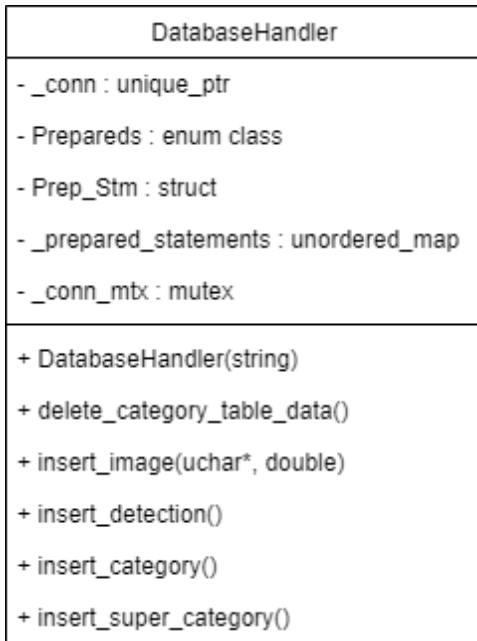 DatabaseHandler
- _conn : unique_ptr
- Prepareds : enum class
- Prep_Stm : struct
- _prepared_statements : unordered_map
- _conn_mtx : mutex
+ DatabaseHandler(string)
+ delete_category_table_data()
+ insert_image(uchar*, double)
+ insert_detection()
+ insert_category()
+ insert_super_category()